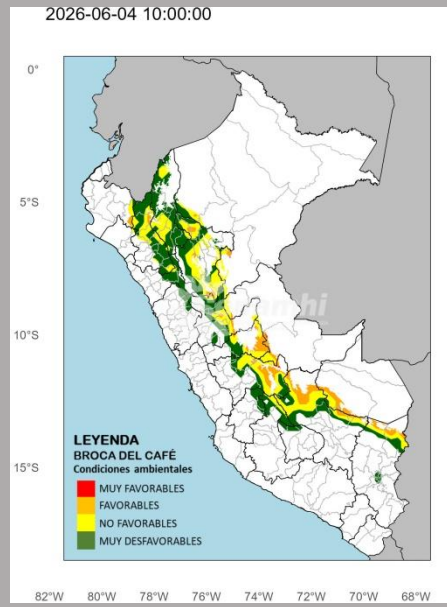 2026-06-04 10:00:00
0°
5°S
10°S
15°S
senamhi
LEYENDA
BROCA DEL CAFÉ
Condiciones ambientales
MUY FAVORABLES
FAVORABLES
NO FAVORABLES
MUY DESFAVORABLES
82°W 80°W 78°W 76°W 74°W 72°W 70°W 68°W